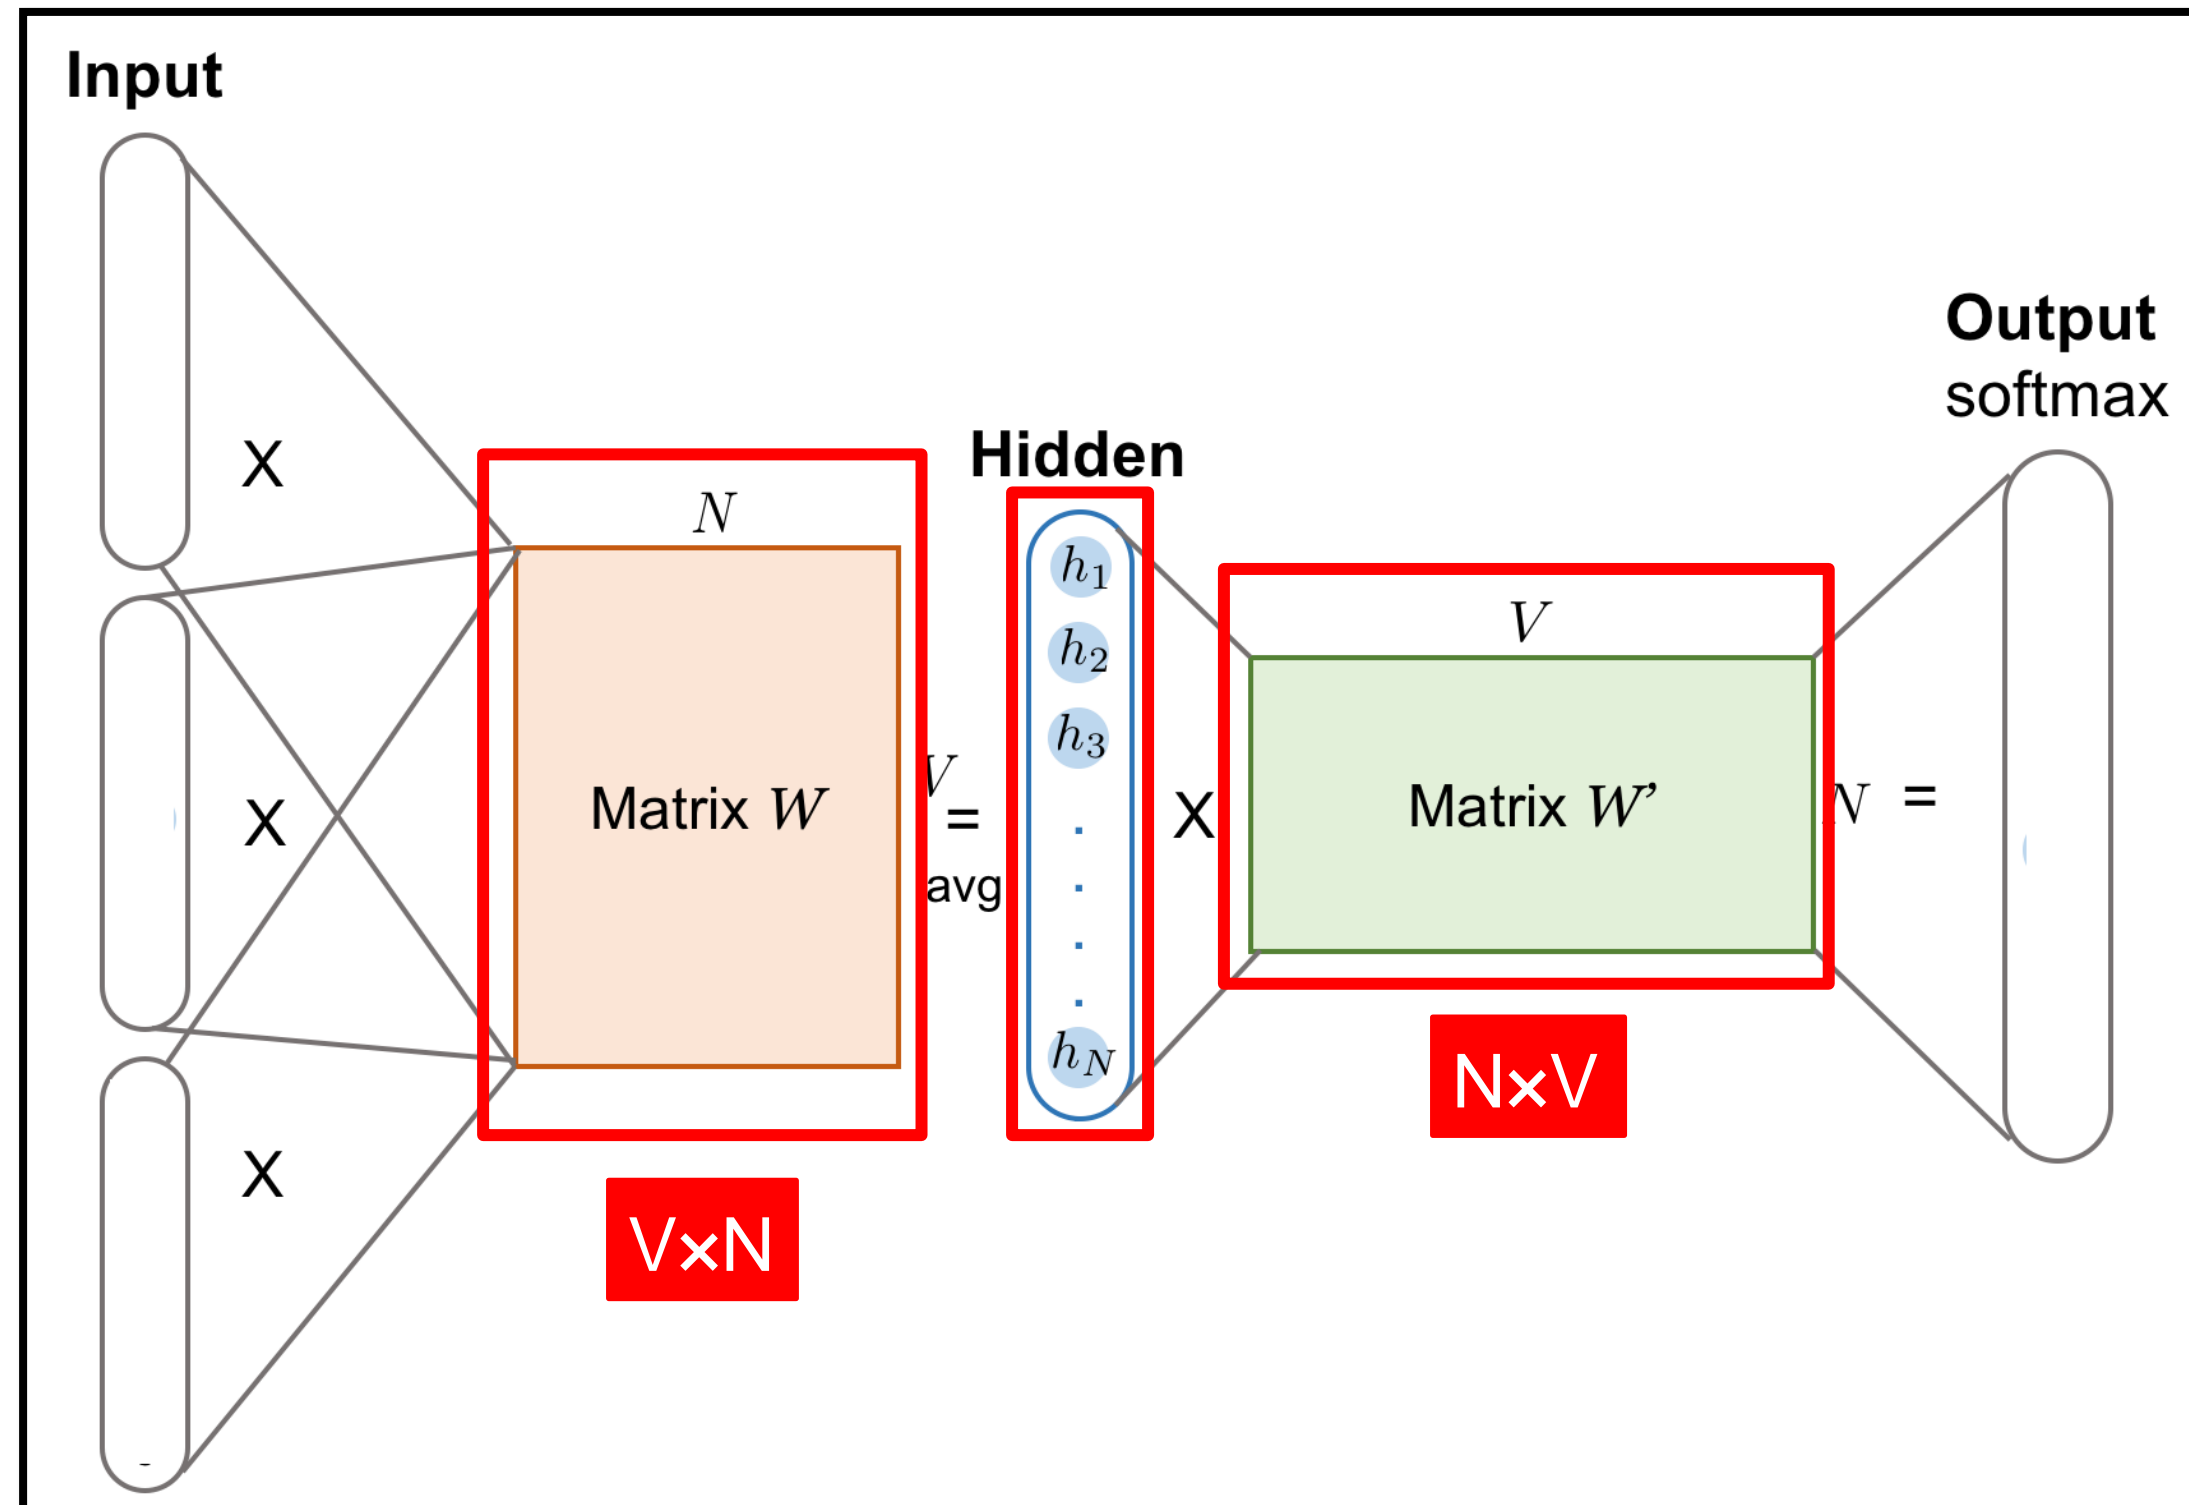 Input
X
X
X
N
Matrix W
V
=
avg
V×N
Hidden
h1
h2
h3
.
.
.
.
hN
X
V
Matrix W’
N =
N×V
Output
softmax